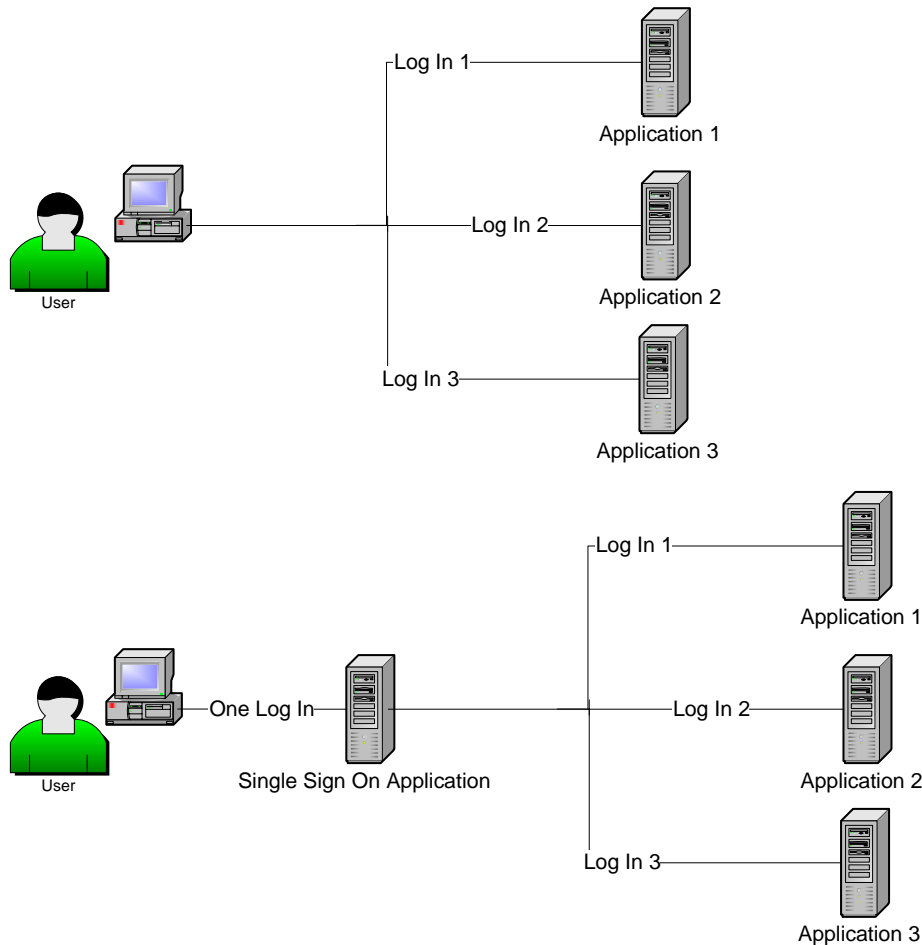 Log In 1
Application 1
Log In 2
User
Application 2
Log In 3
Application 3
Log In 1
Application 1
One Log In
Log In 2
Single Sign On Application
User
Application 2
Log In 3
Application 3